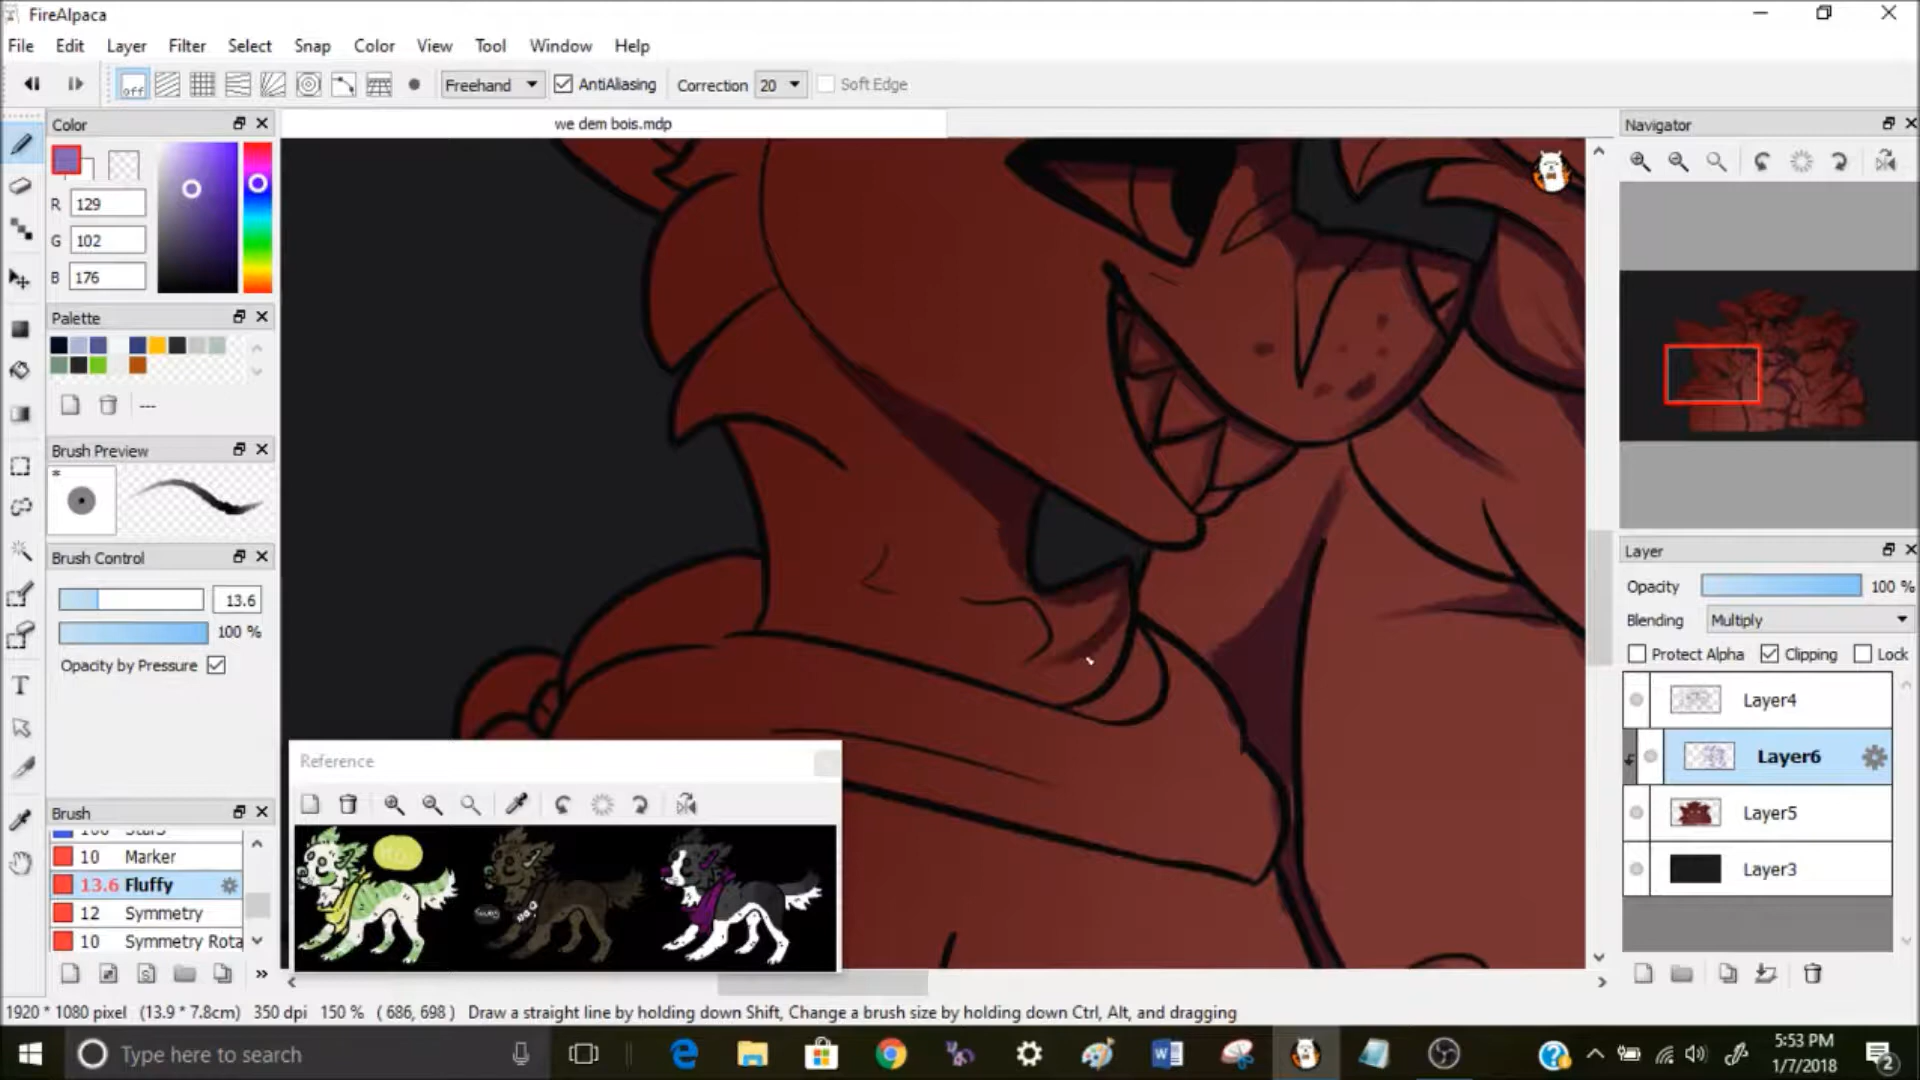 FireAlpaca
File Edit Layer Filter Select Snap Color View Tool Window Help
off Freehand AntiAliasing Correction 20 Soft Edge
Color
we dem bois.mdp
Navigator
R 129
G 102
B 176
Palette
---
Brush Preview
*
Brush Control
13.6
100 %
Opacity by Pressure
T
Brush
100 Stars
10 Marker
13.6 Fluffy
12 Symmetry
10 Symmetry Rota
Reference
Layer
Opacity 100 %
Blending Multiply
Protect Alpha Clipping Lock
Layer4
Layer6
Layer5
Layer3
1920 * 1080 pixel (13.9 * 7.8cm) 350 dpi 150 % ( 686, 698 ) Draw a straight line by holding down Shift, Change a brush size by holding down Ctrl, Alt, and dragging
Type here to search
5:53 PM
1/7/2018
2